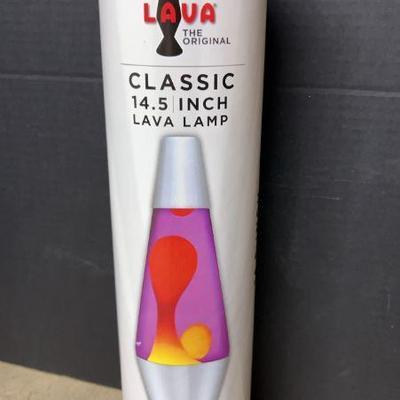 LAVA®
THE
ORIGINAL
CLASSIC
14.5 | INCH
LAVA LAMP